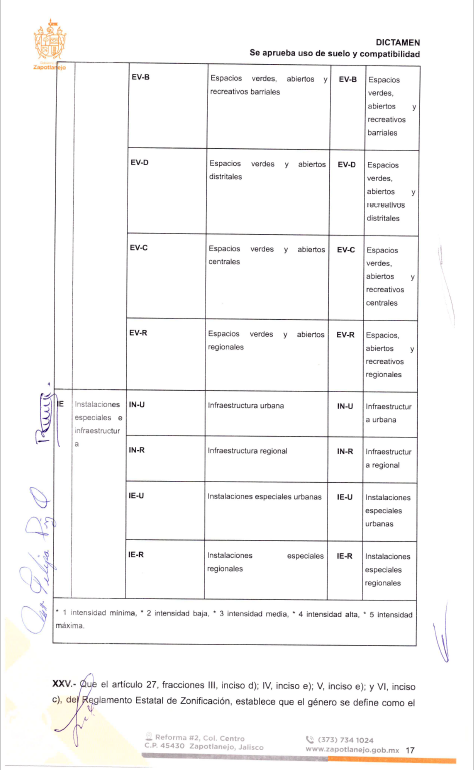 Zapotlanejo
DICTAMEN
Se aprueba uso de suelo y compatibilidad
EV-B Espacios verdes, abiertos y EV-B Espacios
recreativos barriales verdes,
abiertos y
recreativos
barriales
EV-D Espacios verdes y abiertos EV-D Espacios
distritales verdes,
abiertos y
recreativos
distritales
EV-C Espacios verdes y abiertos EV-C Espacios
centrales verdes,
abiertos y
recreativos
centrales
EV-R Espacios verdes y abiertos EV-R Espacios,
regionales abiertos y
recreativos
regionales
IE Instalaciones IN-U Infraestructura urbana IN-U Infraestructur
especiales e a urbana
infraestructur
a
IN-R Infraestructura regional IN-R Infraestructur
a regional
IE-U Instalaciones especiales urbanas IE-U Instalaciones
especiales
urbanas
IE-R Instalaciones especiales IE-R Instalaciones
regionales especiales
regionales
* 1 intensidad mínima, * 2 intensidad baja, * 3 intensidad media, * 4 intensidad alta, * 5 intensidad
máxima.
XXV.- Que el artículo 27, fracciones III, inciso d); IV, inciso e); V, inciso e); y VI, inciso
c), del Reglamento Estatal de Zonificación, establece que el género se define como el
Reforma #2, Col. Centro (373) 734 1024
C.P. 45430 Zapotlanejo, Jalisco www.zapotlanejo.gob.mx 17